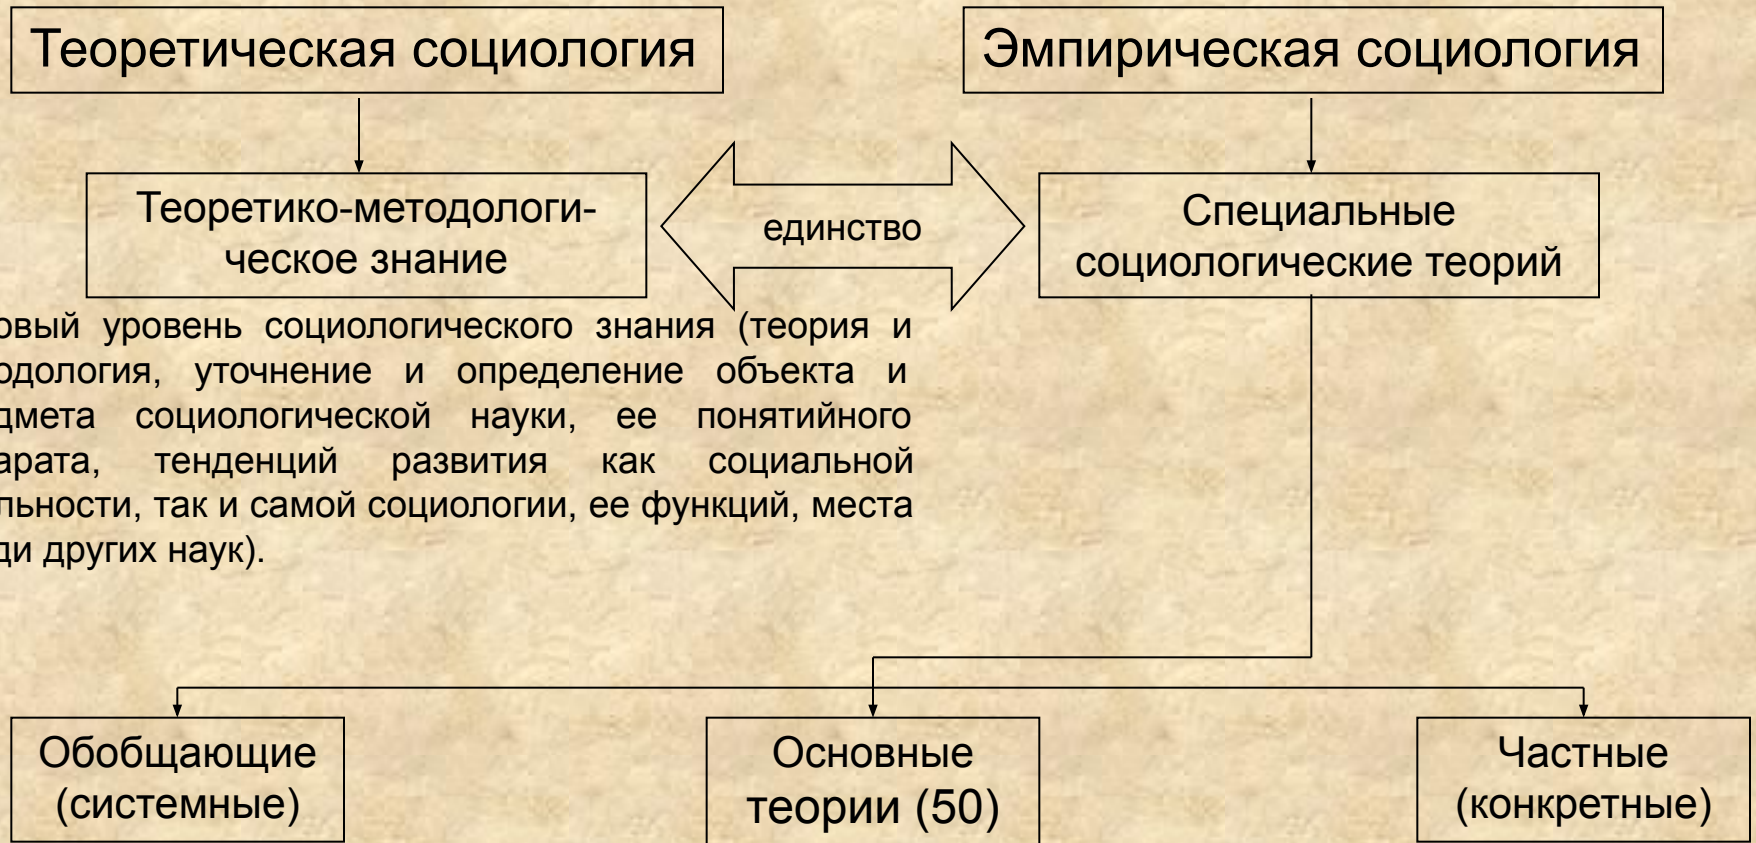 Теоретическая социология
Эмпирическая социология
Теоретико-методологи-
ческое знание
единство
Специальные
социологические теорий
овый уровень социологического знания (теория и
одология, уточнение и определение объекта и
дмета социологической науки, ее понятийного
арата, тенденций развития как социальной
льности, так и самой социологии, ее функций, места
ди других наук).
Обобщающие
(системные)
Основные
теории (50)
Частные
(конкретные)